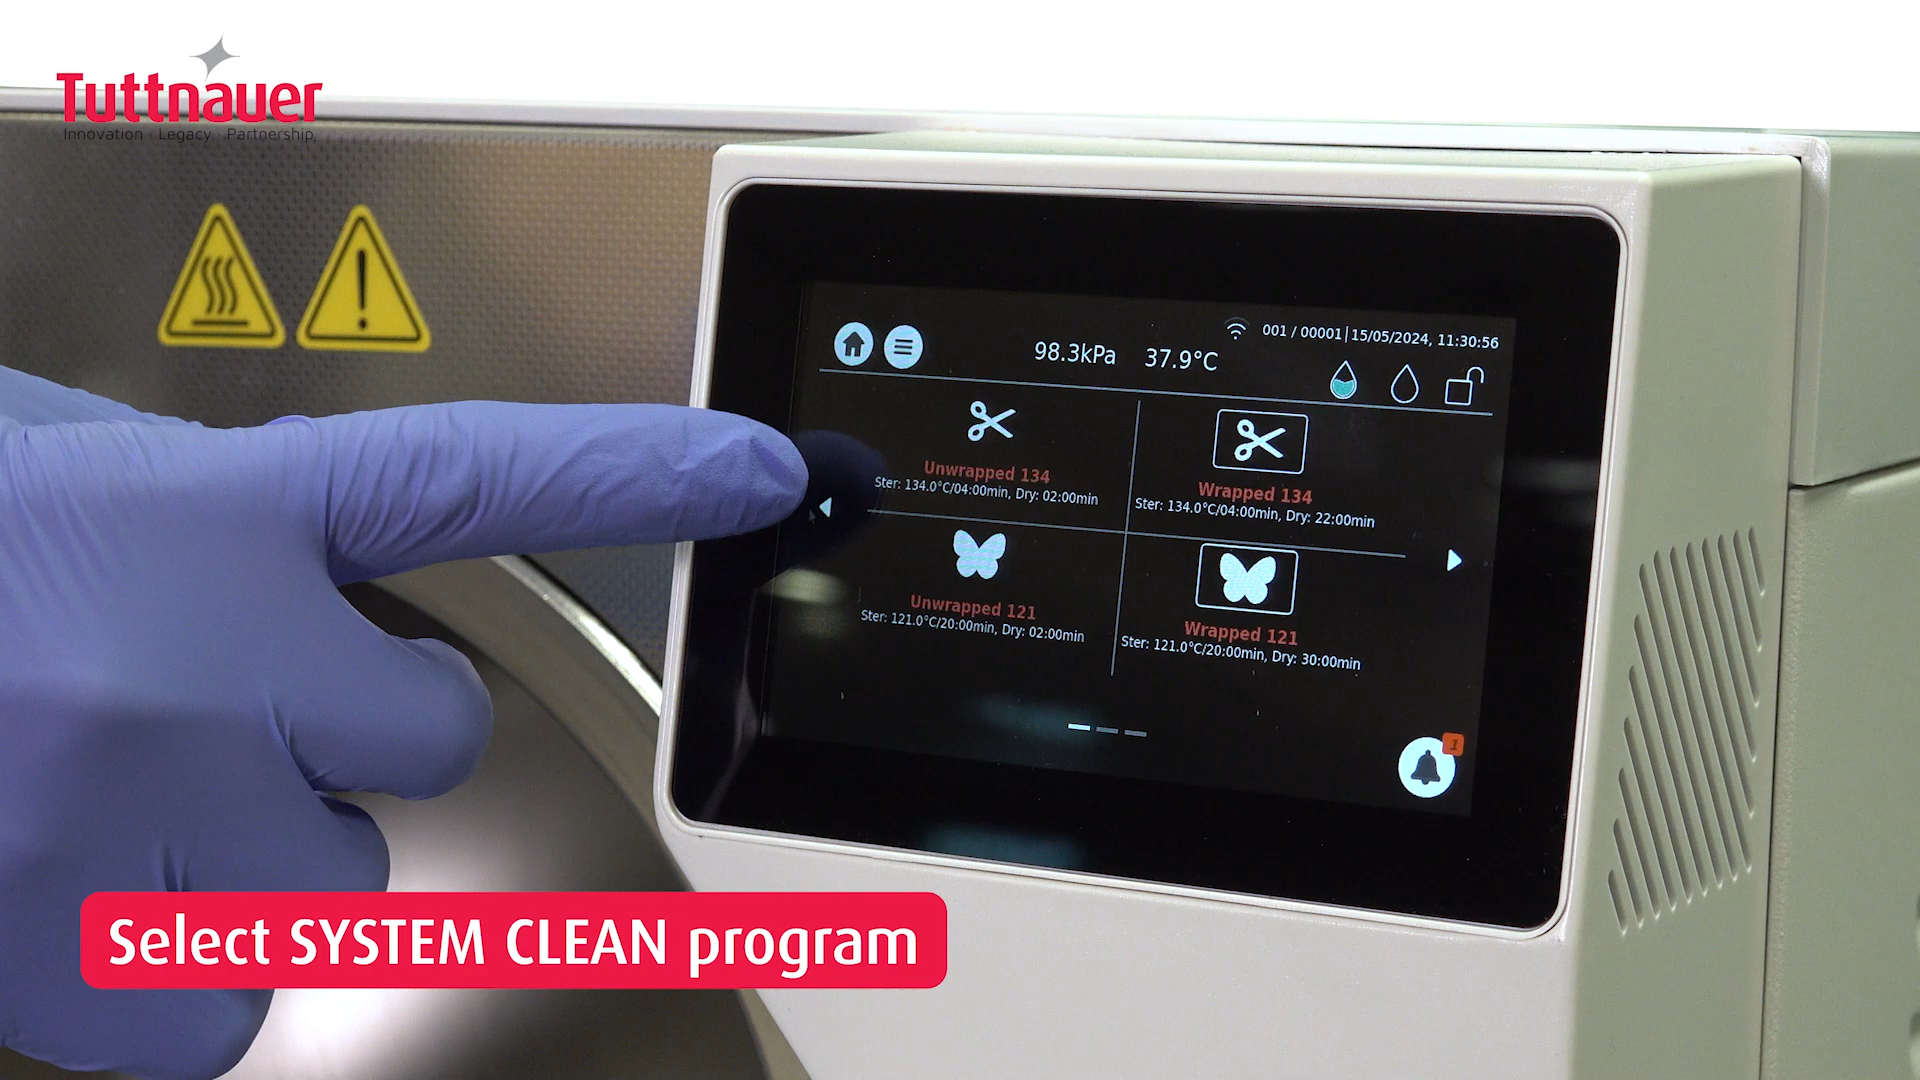 Tuttnauer
Innovation · Legacy · Partnership
001 / 00001 | 15/05/2024, 11:30:56
98.3kPa 37.9°C
Unwrapped 134
Ster: 134.0°C/04:00min, Dry: 02:00min
Wrapped 134
Ster: 134.0°C/04:00min, Dry: 22:00min
Unwrapped 121
Ster: 121.0°C/20:00min, Dry: 02:00min
Wrapped 121
Ster: 121.0°C/20:00min, Dry: 30:00min
1
Select SYSTEM CLEAN program